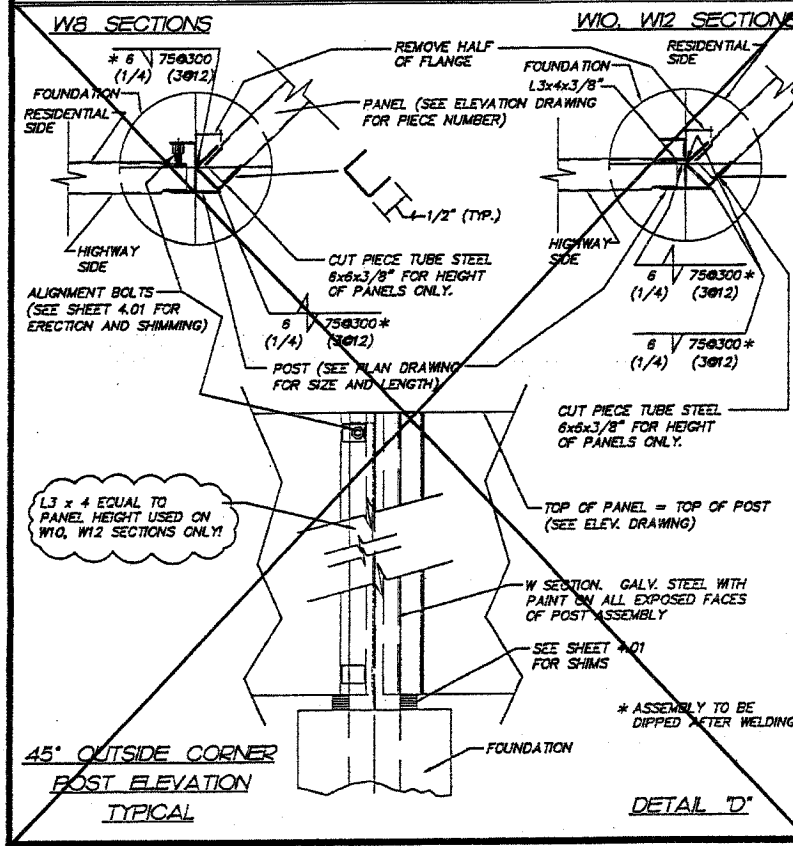 W8 SECTIONS
W10, W12 SECTIONS
* 6 75@300
(1/4) (3@12)
REMOVE HALF
OF FLANGE
RESIDENTIAL
SIDE
FOUNDATION
L3x4x3/8"
FOUNDATION
RESIDENTIAL
SIDE
PANEL (SEE ELEVATION DRAWING
FOR PIECE NUMBER)
4-1/2" (TYP.)
HIGHWAY
SIDE
HIGHWAY
SIDE
CUT PIECE TUBE STEEL
6x6x3/8" FOR HEIGHT
OF PANELS ONLY.
6 75@300 *
(1/4) (3@12)
ALIGNMENT BOLTS
(SEE SHEET 4.01 FOR
ERECTION AND SHIMMING)
6 75@300 *
(1/4) (3@12)
6 75@300 *
(1/4) (3@12)
POST (SEE PLAN DRAWING
FOR SIZE AND LENGTH)
CUT PIECE TUBE STEEL
6x6x3/8" FOR HEIGHT
OF PANELS ONLY.
L3 x 4 EQUAL TO
PANEL HEIGHT USED ON
W10, W12 SECTIONS ONLY!
TOP OF PANEL = TOP OF POST
(SEE ELEV. DRAWING)
W SECTION. GALV. STEEL WITH
PAINT ON ALL EXPOSED FACES
OF POST ASSEMBLY
SEE SHEET 4.01
FOR SHIMS
* ASSEMBLY TO BE
DIPPED AFTER WELDING
FOUNDATION
45° OUTSIDE CORNER
POST ELEVATION
TYPICAL
DETAIL "D"